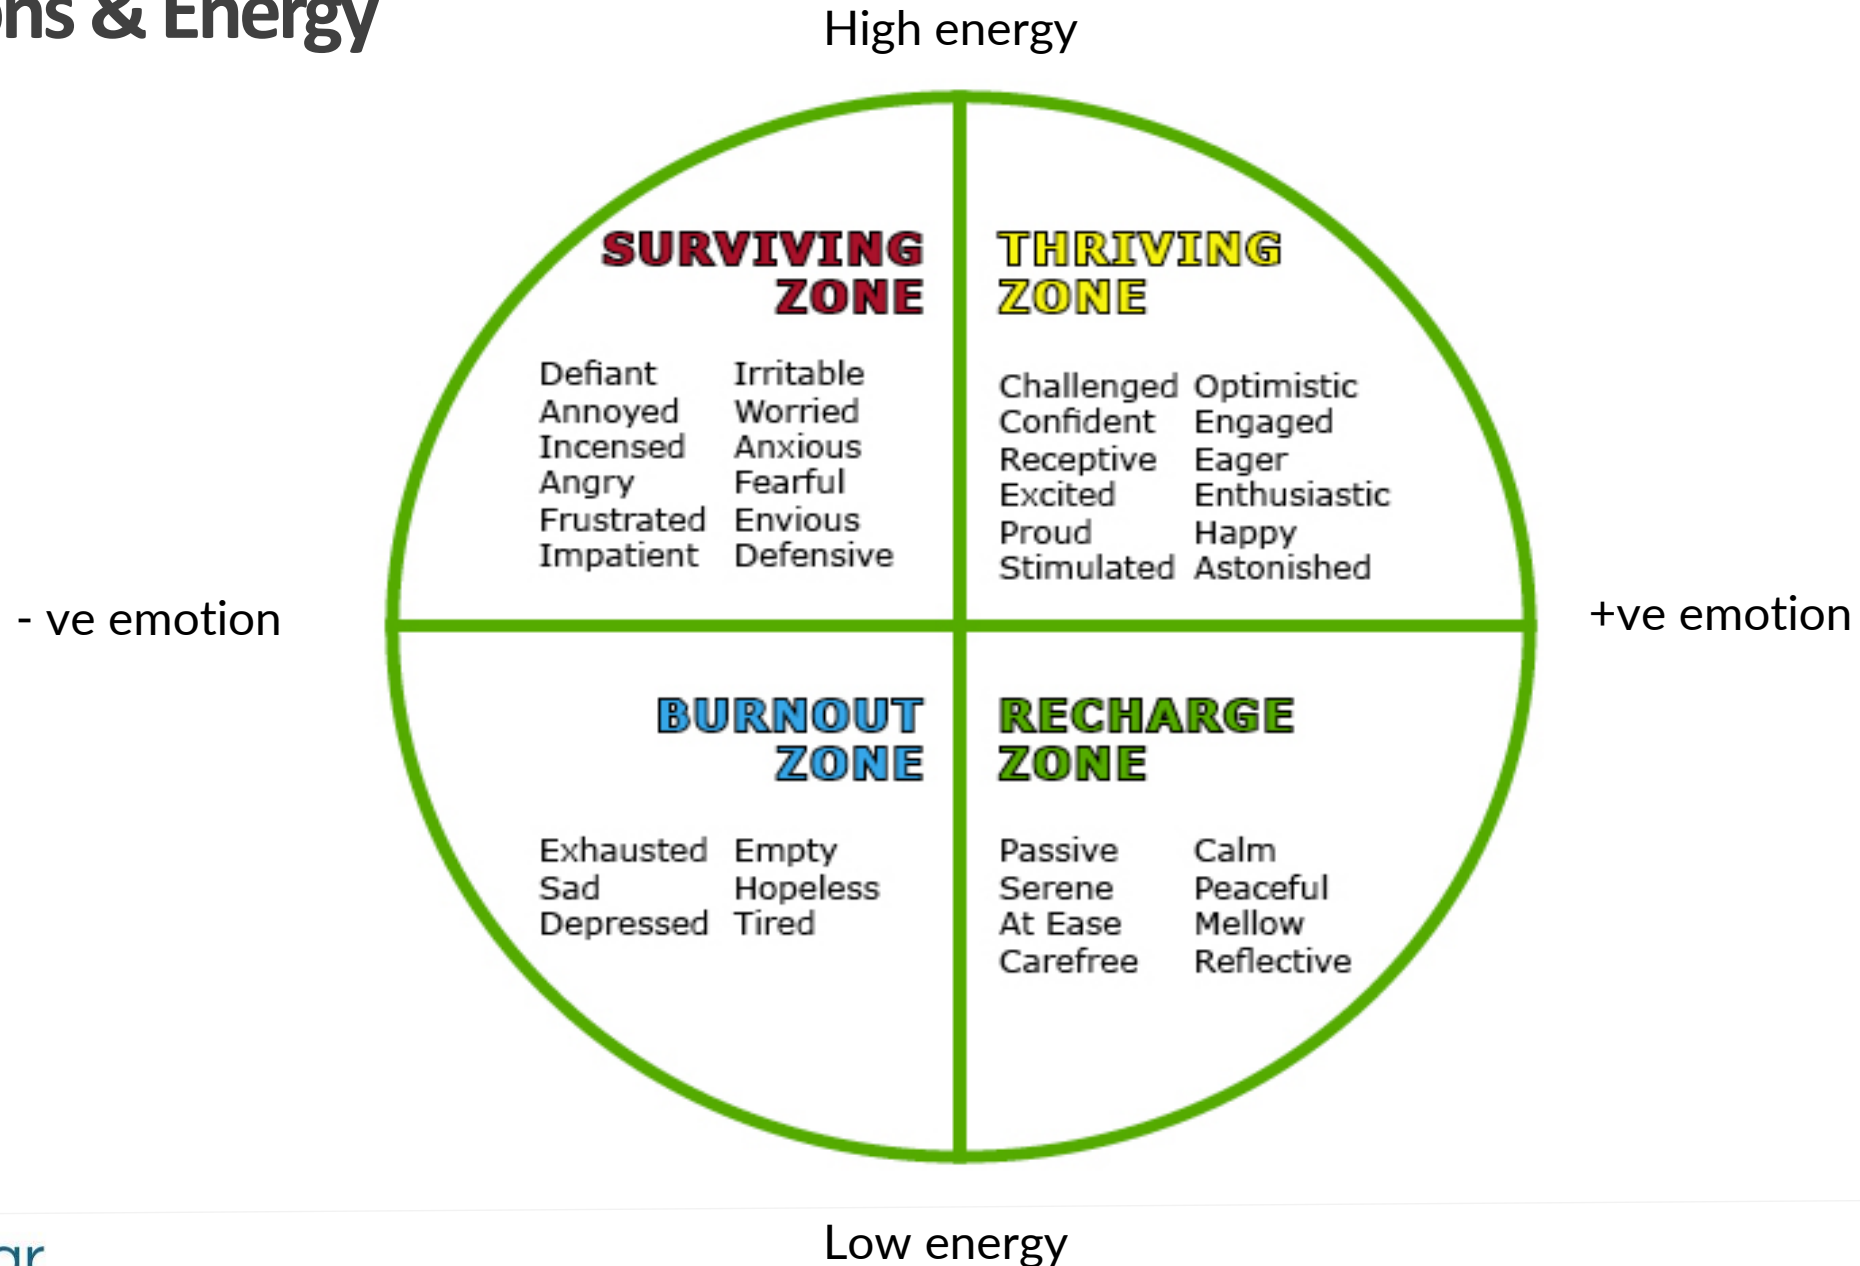 & Energy
High energy
SURVIVING
ZONE
Defiant Irritable
Annoyed Worried
Incensed Anxious
Angry Fearful
Frustrated Envious
Impatient Defensive
THRIVING
ZONE
Challenged Optimistic
Confident Engaged
Receptive Eager
Excited Enthusiastic
Proud Happy
Stimulated Astonished
- ve emotion
+ve emotion
BURNOUT
ZONE
Exhausted Empty
Sad Hopeless
Depressed Tired
RECHARGE
ZONE
Passive Calm
Serene Peaceful
At Ease Mellow
Carefree Reflective
Low energy